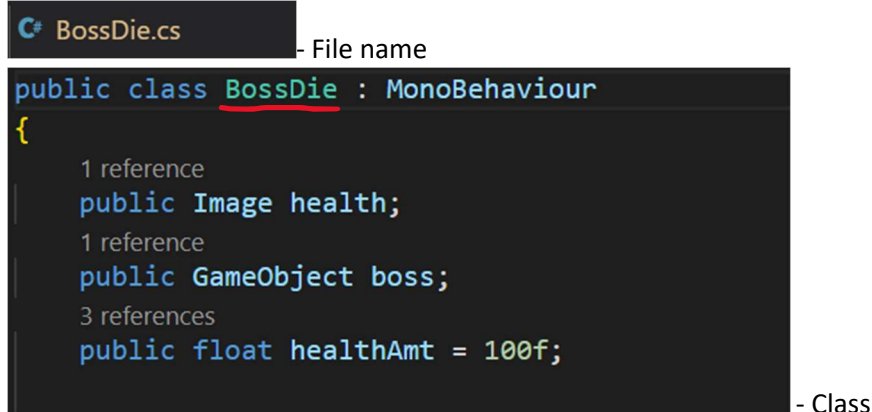 C# BossDie.cs - File name
public class BossDie : MonoBehaviour
{
1 reference
public Image health;
1 reference
public GameObject boss;
3 references
public float healthAmt = 100f;
- Class